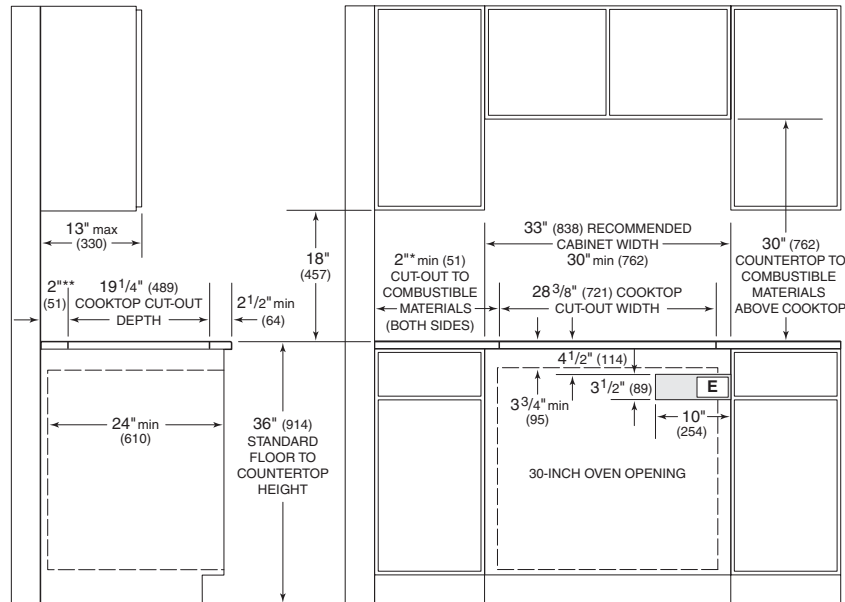 13" max
(330)
2"**
(51)
19 1/4" (489)
COOKTOP CUT-OUT
DEPTH
2 1/2" min
(64)
18"
(457)
24" min
(610)
36" (914)
STANDARD
FLOOR TO
COUNTERTOP
HEIGHT
33" (838) RECOMMENDED
CABINET WIDTH
30" min (762)
2"* min (51)
CUT-OUT TO
COMBUSTIBLE
MATERIALS
(BOTH SIDES)
28 3/8" (721) COOKTOP
CUT-OUT WIDTH
30" (762)
COUNTERTOP TO
COMBUSTIBLE
MATERIALS
ABOVE COOKTOP
4 1/2" (114)
3 1/2" (89)
E
3 3/4" min
(95)
10"
(254)
30-INCH OVEN OPENING